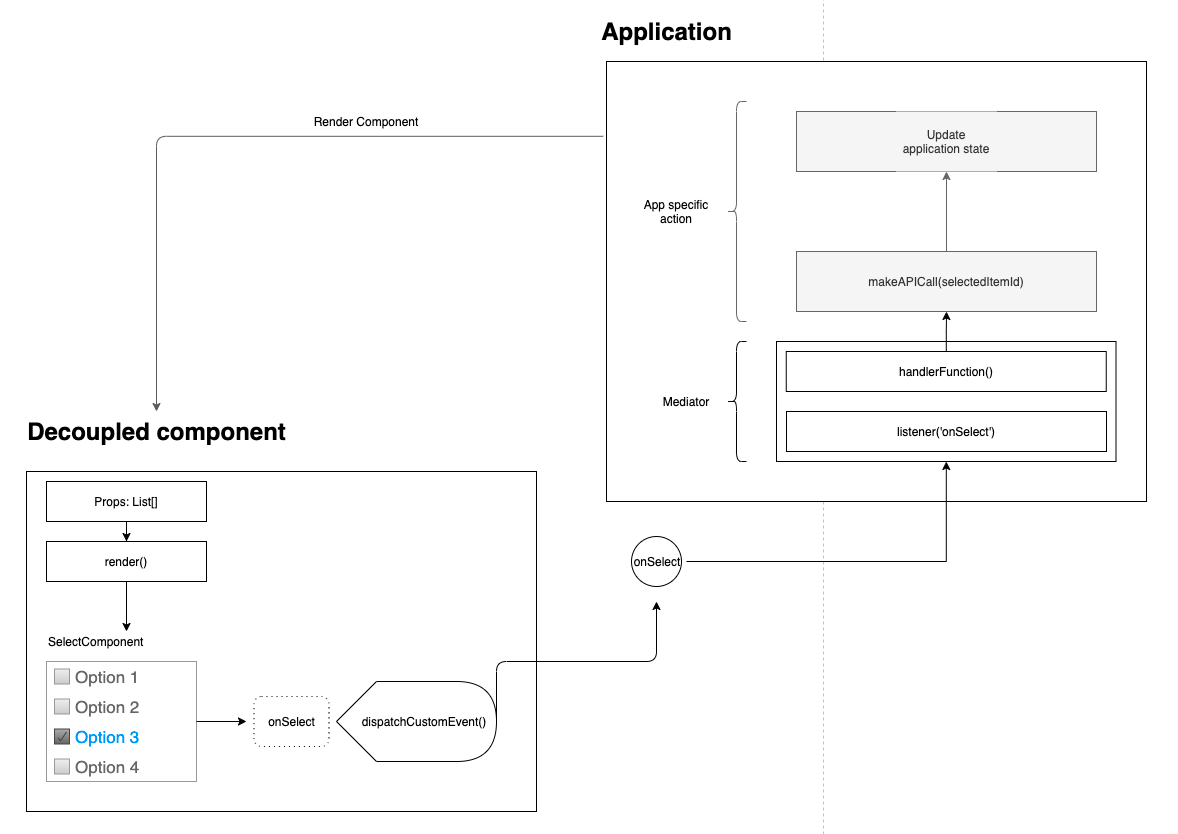 Application
Render Component
Update
application state
App specific
action
makeAPICall(selectedItemId)
Mediator
handlerFunction()
listener('onSelect')
Decoupled component
Props: List[]
render()
SelectComponent
Option 1
Option 2
Option 3
Option 4
onSelect
dispatchCustomEvent()
onSelect